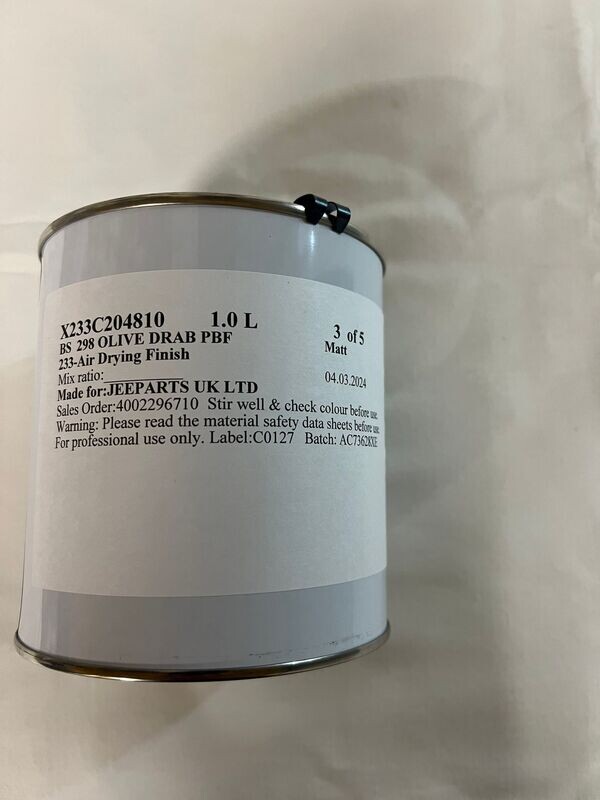 X233C204810 1.0 L 3 of 5
BS 298 OLIVE DRAB PBF Matt
233-Air Drying Finish
Mix ratio:____________ 04.03.2024
Made for:JEEPARTS UK LTD
Sales Order:4002296710 Stir well & check colour before use.
Warning: Please read the material safety data sheets before use.
For professional use only. Label:C0127 Batch: AC73628XE